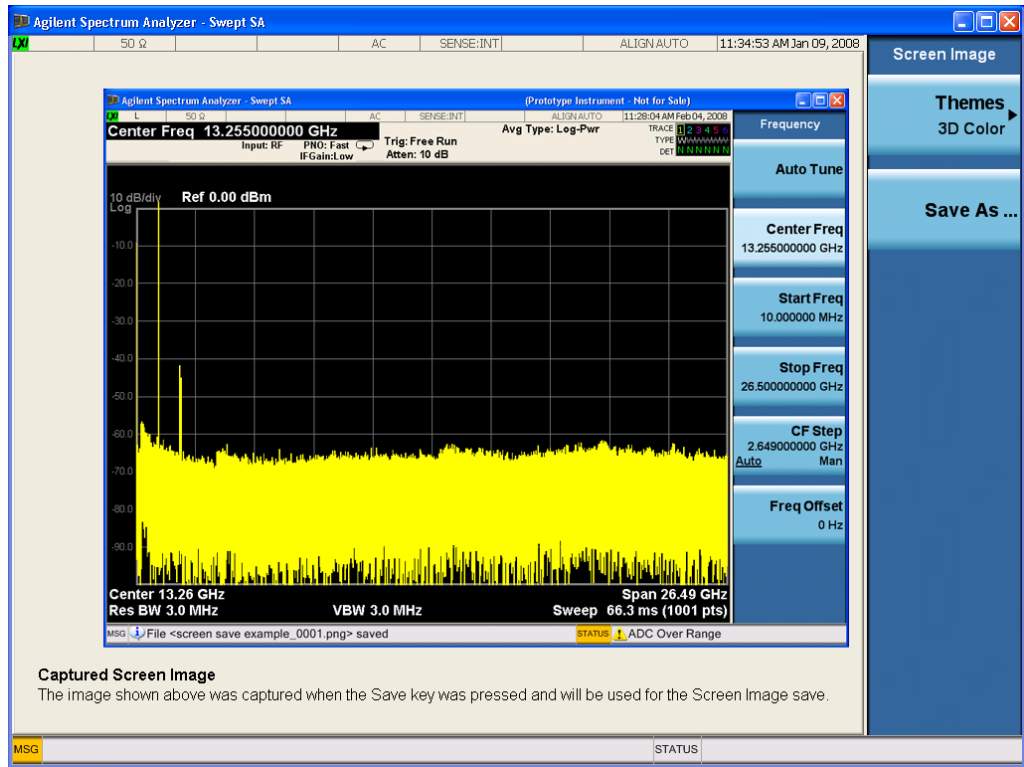 Agilent Spectrum Analyzer - Swept SA
LXI 50 Ω AC SENSE:INT ALIGN AUTO 11:34:53 AM Jan 09, 2008
Screen Image
Themes
3D Color
Save As ...
Agilent Spectrum Analyzer - Swept SA (Prototype Instrument - Not for Sale)
LXI L 50 Ω AC SENSE:INT ALIGNAUTO 11:28:04 AM Feb 04, 2008
Center Freq 13.255000000 GHz
Input: RF PNO: Fast
IFGain:Low
Trig: Free Run
Atten: 10 dB
Avg Type: Log-Pwr
TRACE 1 2 3 4 5 6
TYPE WWWWWW
DET N N N N N N
10 dB/div Ref 0.00 dBm
Log
-10.0
-20.0
-30.0
-40.0
-50.0
-60.0
-70.0
-80.0
-90.0
Center 13.26 GHz Span 26.49 GHz
Res BW 3.0 MHz VBW 3.0 MHz Sweep 66.3 ms (1001 pts)
MSG File <screen save example_0001.png> saved STATUS ADC Over Range
Frequency
Auto Tune
Center Freq
13.255000000 GHz
Start Freq
10.000000 MHz
Stop Freq
26.500000000 GHz
CF Step
2.649000000 GHz
Auto Man
Freq Offset
0 Hz
Captured Screen Image
The image shown above was captured when the Save key was pressed and will be used for the Screen Image save.
MSG STATUS